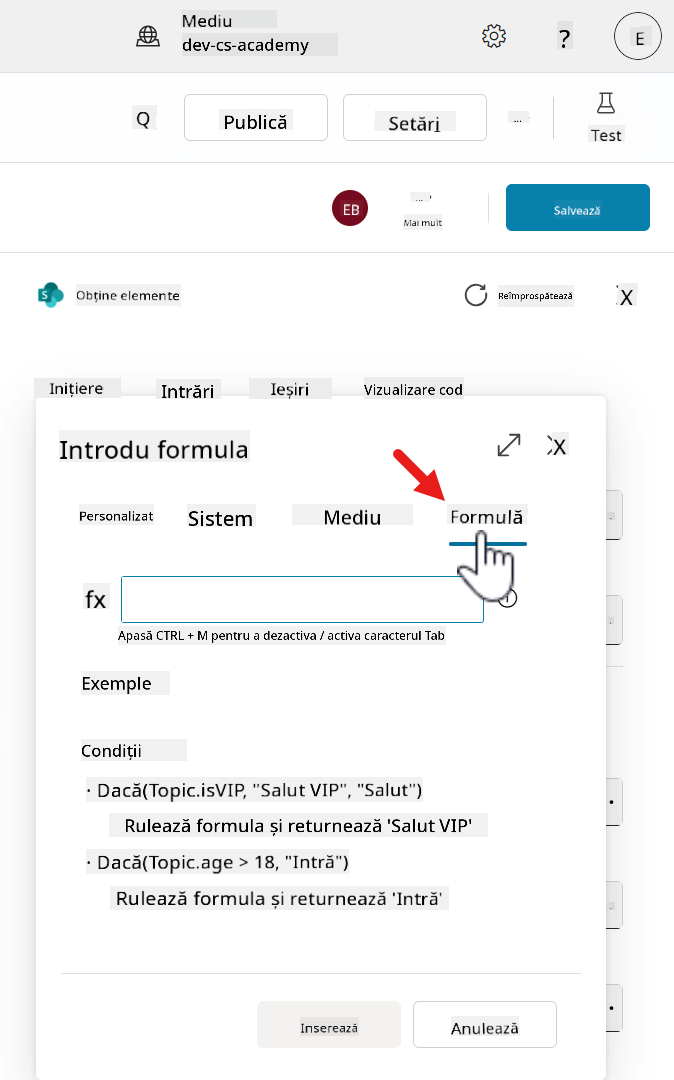 Mediu
dev-cs-academy
?
E
Q
Publică
Setări
...
Test
EB
...
Mai mult
Salvează
S
Obține elemente
Reîmprospătează
X
Inițiere
Intrări
Ieșiri
Vizualizare cod
Introdu formula
X
Personalizat
Sistem
Mediu
Formulă
fx
Apasă CTRL + M pentru a dezactiva / activa caracterul Tab
Exemple
Condiții
· Dacă(Topic.isVIP, "Salut VIP", "Salut")
Rulează formula și returnează 'Salut VIP'
· Dacă(Topic.age > 18, "Intră")
Rulează formula și returnează 'Intră'
Inserează
Anulează